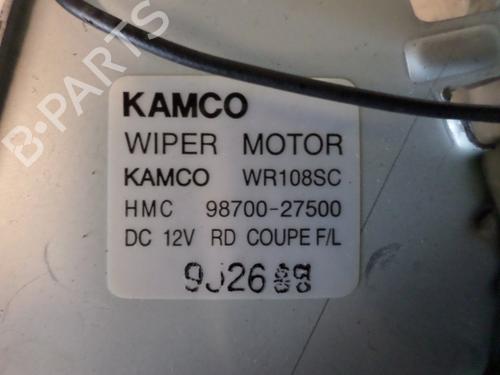 KAMCO
WIPER MOTOR
KAMCO WR108SC
HMC 98700-27500
DC 12V RD COUPE F/L
B-PARTS